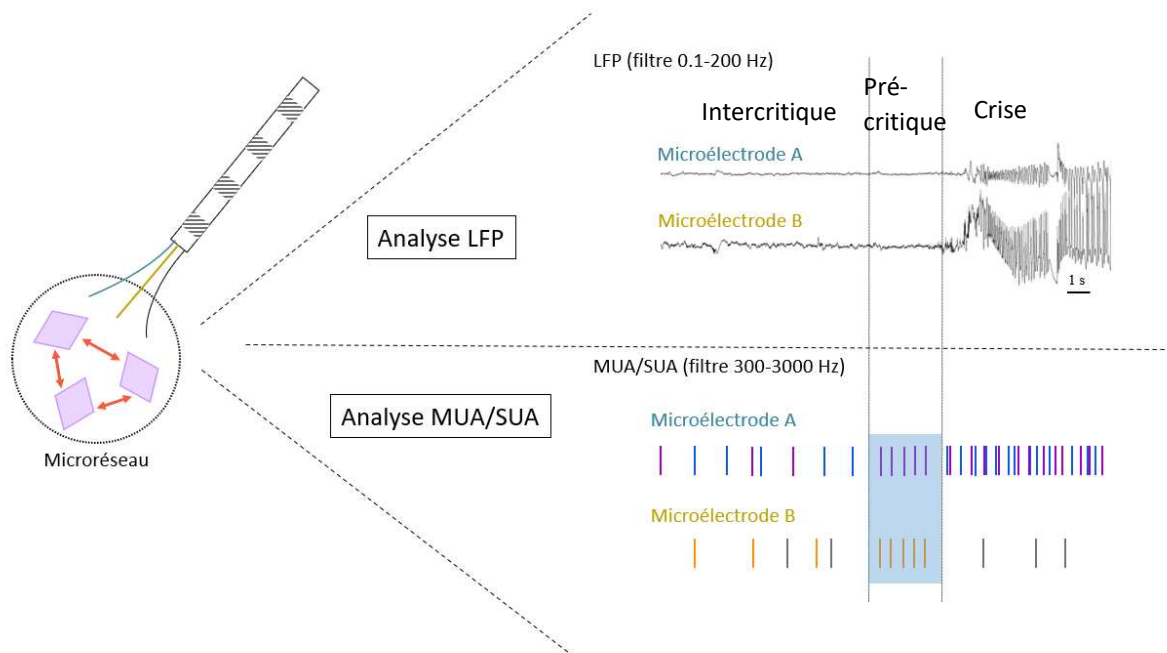 LFP (filtre 0.1-200 Hz)
Intercritique
Pré-
critique
Crise
Microélectrode A
Microélectrode B
1 s
Analyse LFP
MUA/SUA (filtre 300-3000 Hz)
Analyse MUA/SUA
Microélectrode A
Microélectrode B
Microréseau